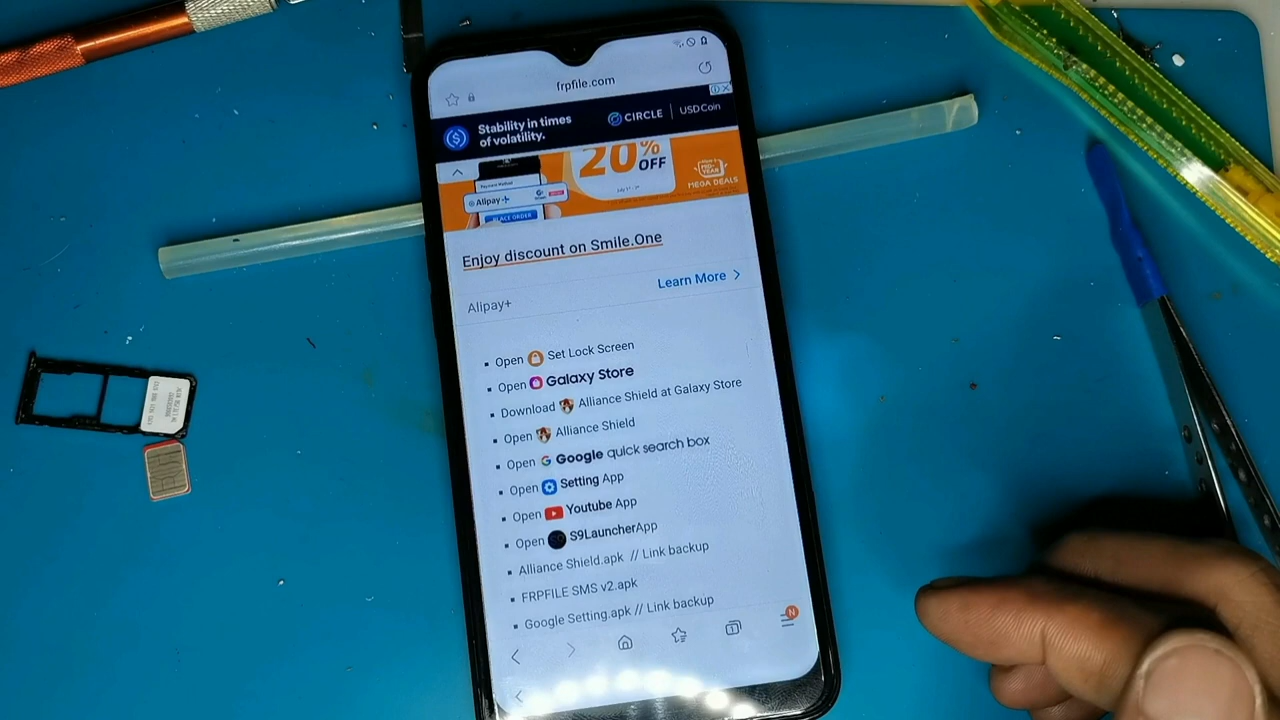 frpfile.com
Stability in times
of volatility.
CIRCLE
USDCoin
20%
OFF
MEGA DEALS
Alipay+
PLACE ORDER
Enjoy discount on Smile.One
Learn More
Alipay+
Open Set Lock Screen
Open Galaxy Store
Download Alliance Shield at Galaxy Store
Open Alliance Shield
Open G Google quick search box
Open Setting App
Open Youtube App
Open S9LauncherApp
Alliance Shield.apk // Link backup
FRPFILE SMS v2.apk
Google Setting.apk // Link backup
1
N